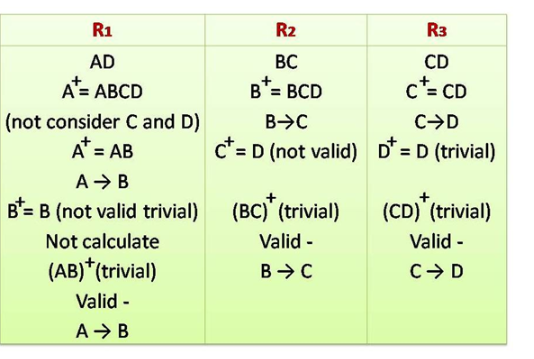 R1 R2 R3
AD BC CD
A⁺= ABCD B⁺= BCD C⁺= CD
(not consider C and D) B→C C→D
A⁺ = AB C⁺= D (not valid) D⁺ = D (trivial)
A → B
B⁺= B (not valid trivial) (BC)⁺(trivial) (CD)⁺(trivial)
Not calculate Valid - Valid -
(AB)⁺(trivial) B → C C → D
Valid -
A → B